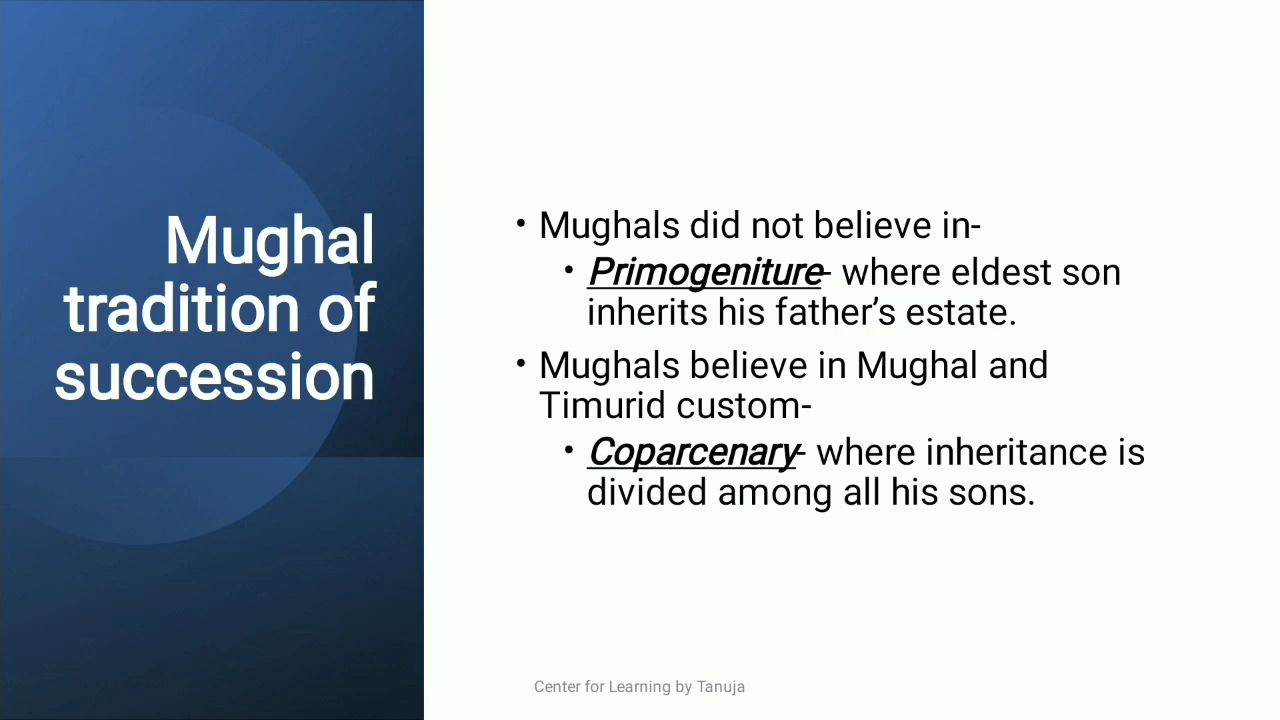 Mughal
tradition of
succession
• Mughals did not believe in-
• Primogeniture- where eldest son
inherits his father’s estate.
• Mughals believe in Mughal and
Timurid custom-
• Coparcenary- where inheritance is
divided among all his sons.
Center for Learning by Tanuja